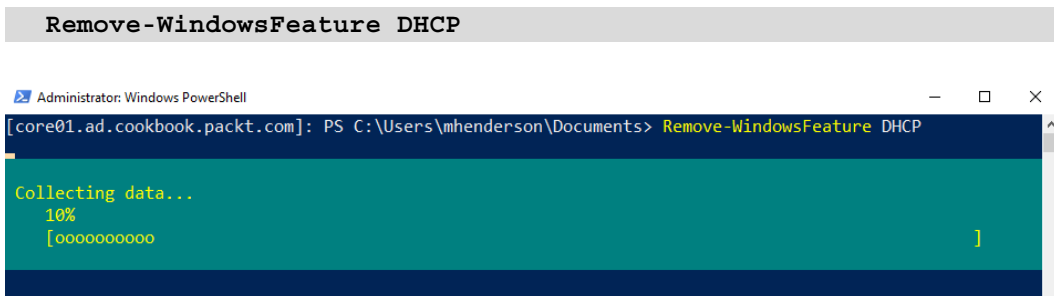 Remove-WindowsFeature DHCP
Administrator: Windows PowerShell
[core01.ad.cookbook.packt.com]: PS C:\Users\mhenderson\Documents> Remove-WindowsFeature DHCP
Collecting data...
10%
[oooooooooo ]